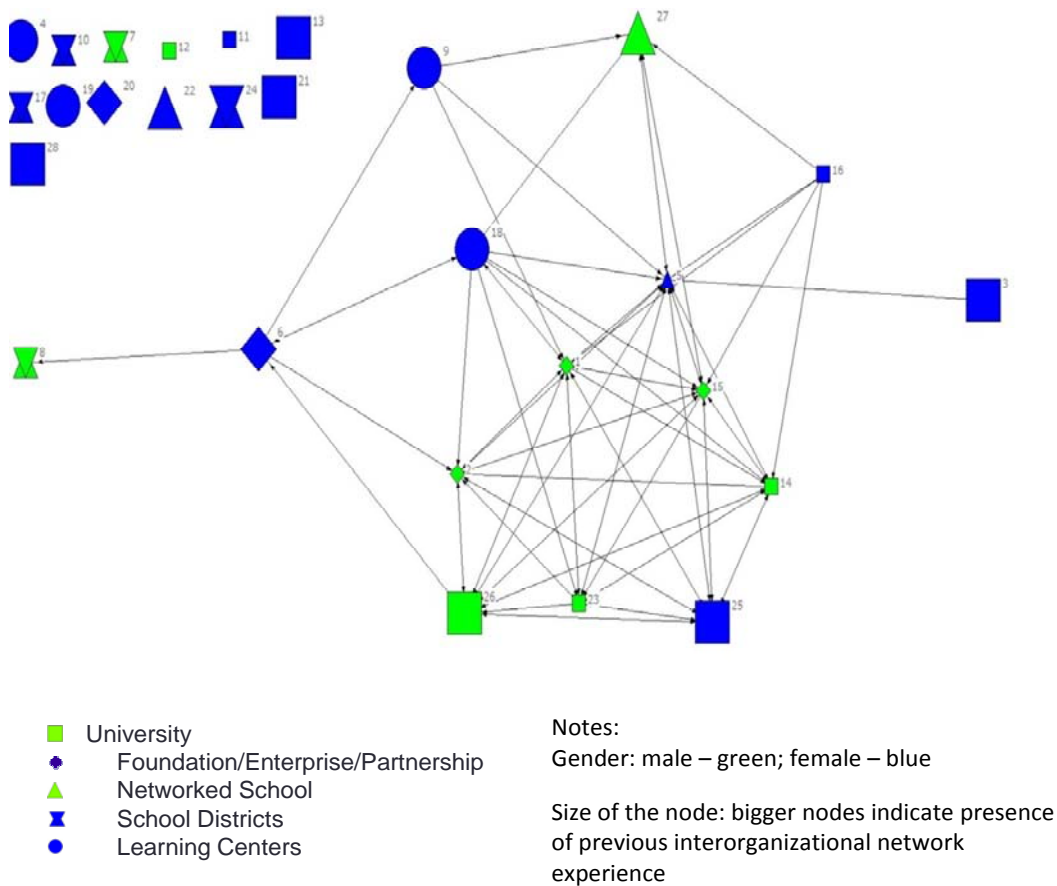 4 10 7 12 11 13
17 19 20 22 24 21
28
27
9
16
18
5
3
6
8
1
15
2
14
26 23 25
University
Foundation/Enterprise/Partnership
Networked School
School Districts
Learning Centers
Notes:
Gender: male – green; female – blue
Size of the node: bigger nodes indicate presence
of previous interorganizational network
experience